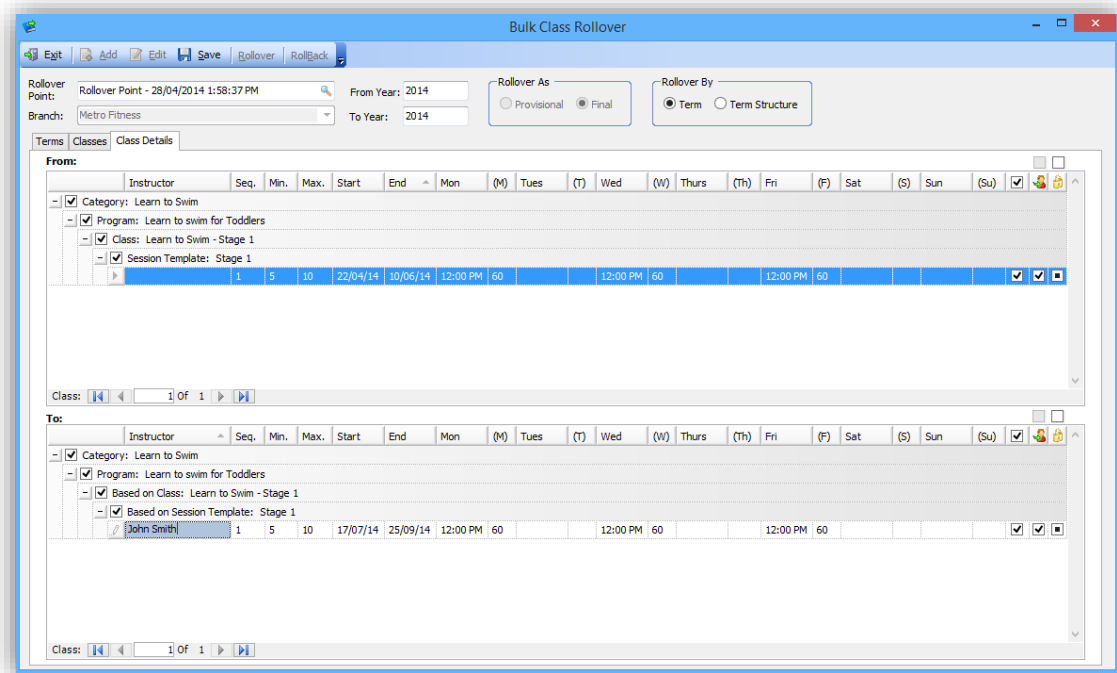 Bulk Class Rollover
Exit Add Edit Save Rollover RollBack
Rollover Point: Rollover Point - 28/04/2014 1:58:37 PM From Year: 2014 Rollover As Provisional Final Rollover By Term Term Structure
Branch: Metro Fitness To Year: 2014
Terms Classes Class Details
From:
Instructor Seq. Min. Max. Start End Mon (M) Tues (T) Wed (W) Thurs (Th) Fri (F) Sat (S) Sun (Su)
Category: Learn to Swim
Program: Learn to swim for Toddlers
Class: Learn to Swim - Stage 1
Session Template: Stage 1
1 5 10 22/04/14 10/06/14 12:00 PM 60 12:00 PM 60 12:00 PM 60
Class: 1 Of 1
To:
Instructor Seq. Min. Max. Start End Mon (M) Tues (T) Wed (W) Thurs (Th) Fri (F) Sat (S) Sun (Su)
Category: Learn to Swim
Program: Learn to swim for Toddlers
Based on Class: Learn to Swim - Stage 1
Based on Session Template: Stage 1
John Smith 1 5 10 17/07/14 25/09/14 12:00 PM 60 12:00 PM 60 12:00 PM 60
Class: 1 Of 1